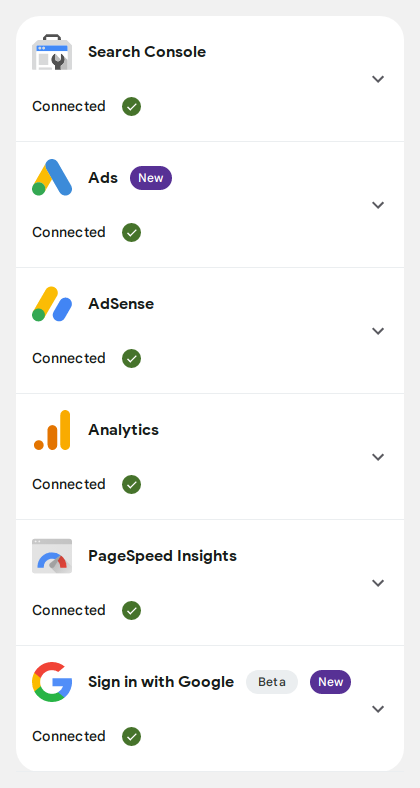 Search Console
Connected
Ads New
Connected
AdSense
Connected
Analytics
Connected
PageSpeed Insights
Connected
Sign in with Google Beta New
Connected